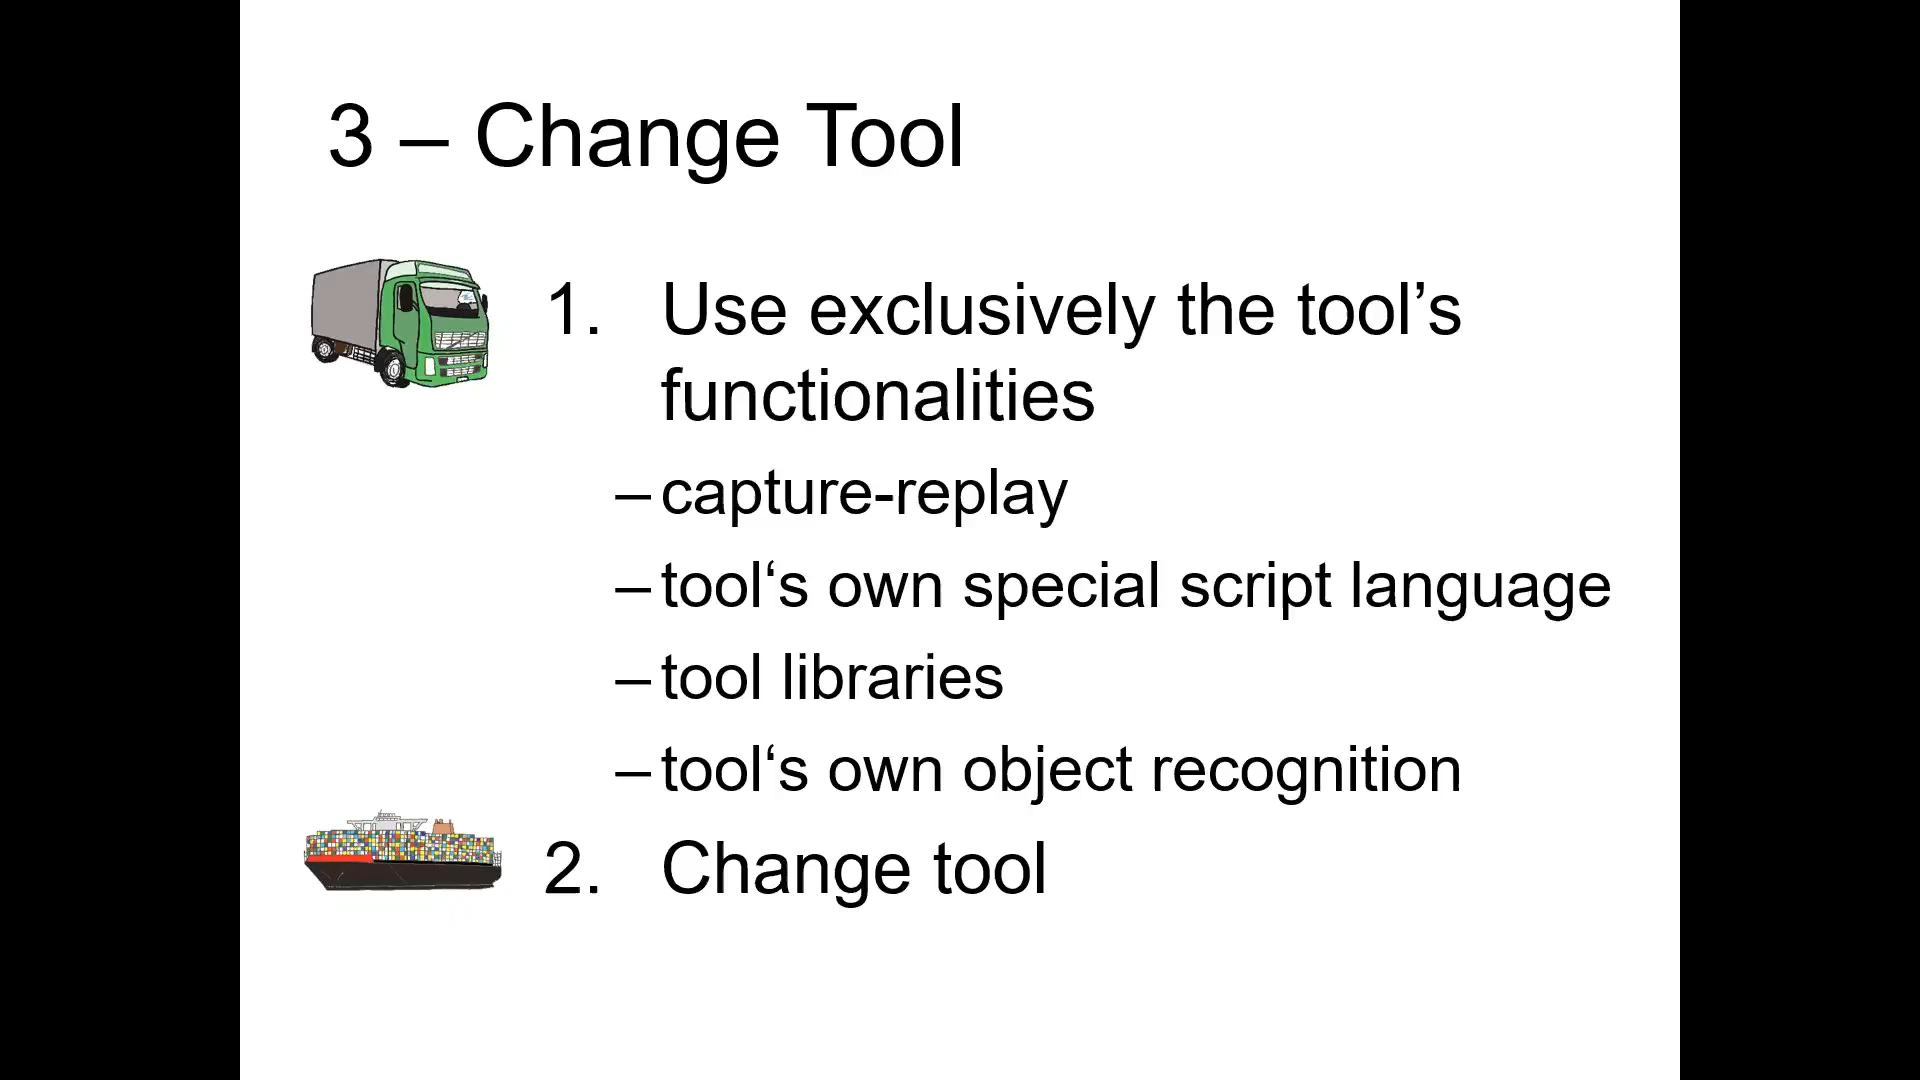 3 – Change Tool
1. Use exclusively the tool’s
functionalities
– capture-replay
– tool‘s own special script language
– tool libraries
– tool‘s own object recognition
2. Change tool